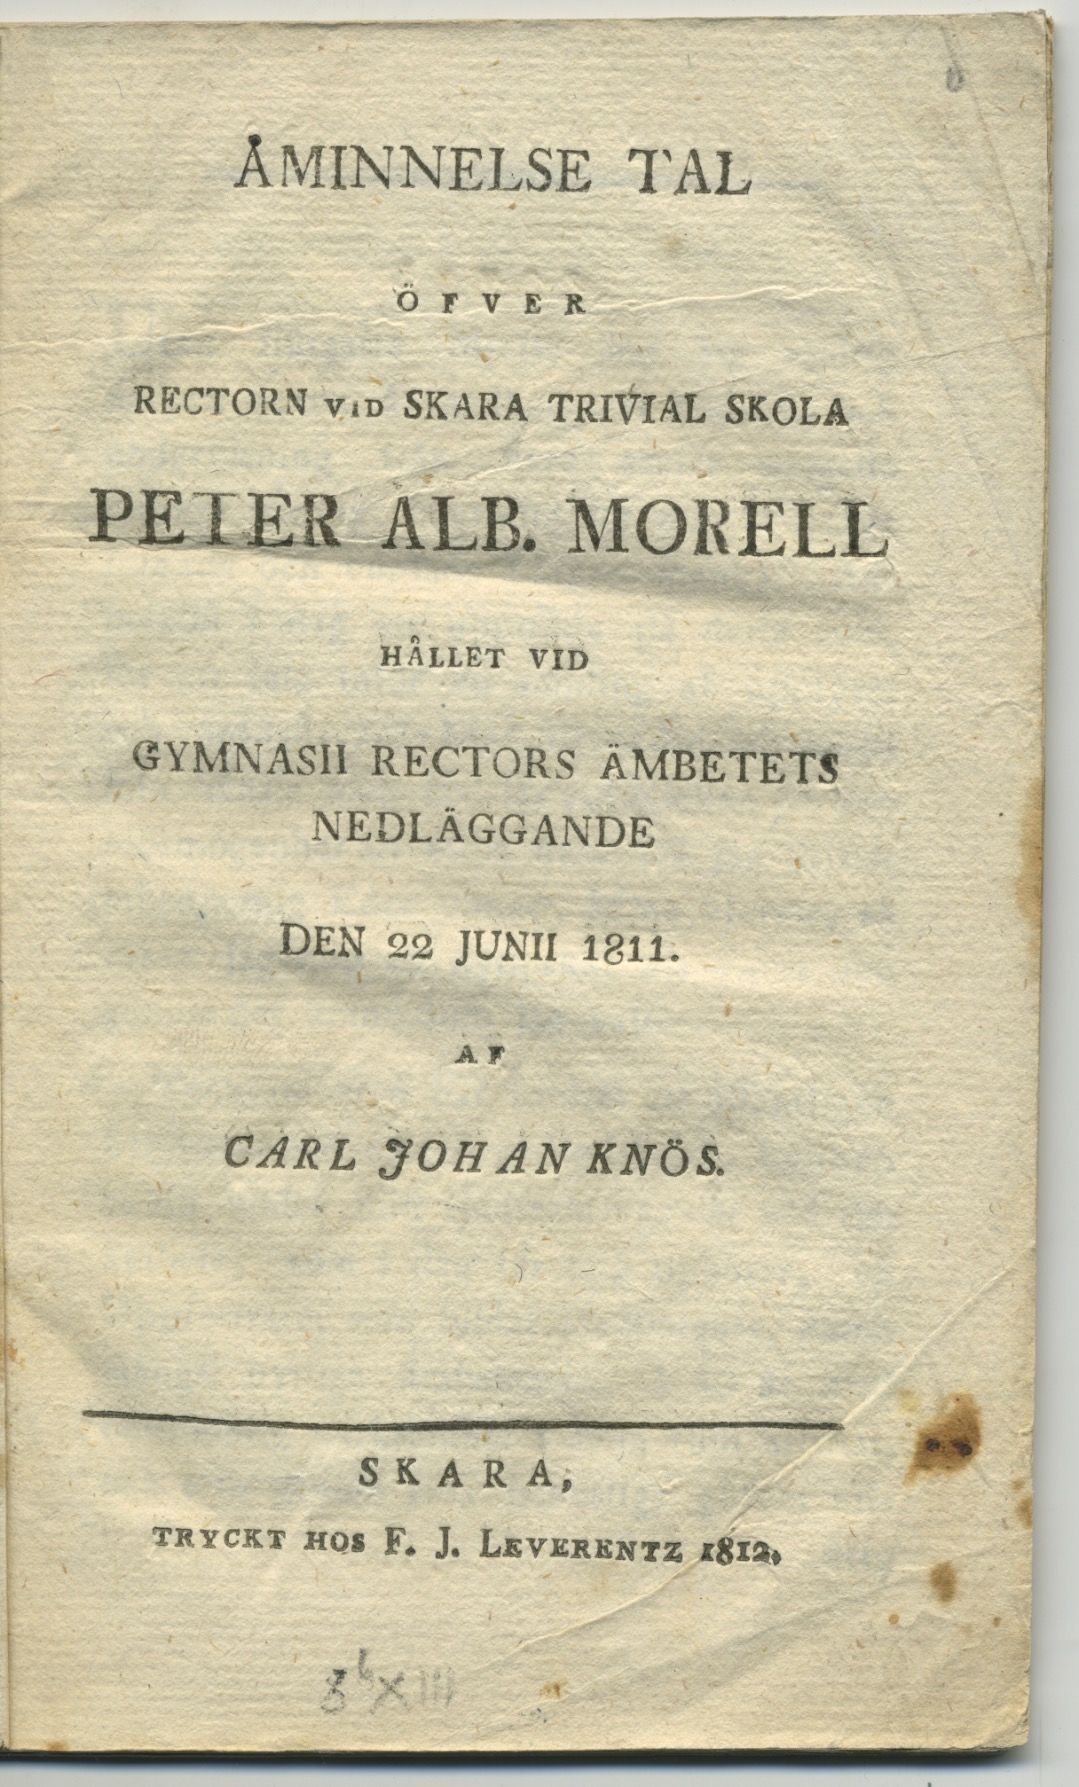 ÅMINNELSE TAL
ÖFVER
RECTORN VID SKARA TRIVIAL SKOLA
PETER ALB. MORELL
HÅLLET VID
GYMNASII RECTORS ÄMBETETS
NEDLÄGGANDE
DEN 22 JUNII 1811.
AF
CARL JOHAN KNÖS.
SKARA,
TRYCKT HOS F. J. LEVERENTZ 1812.